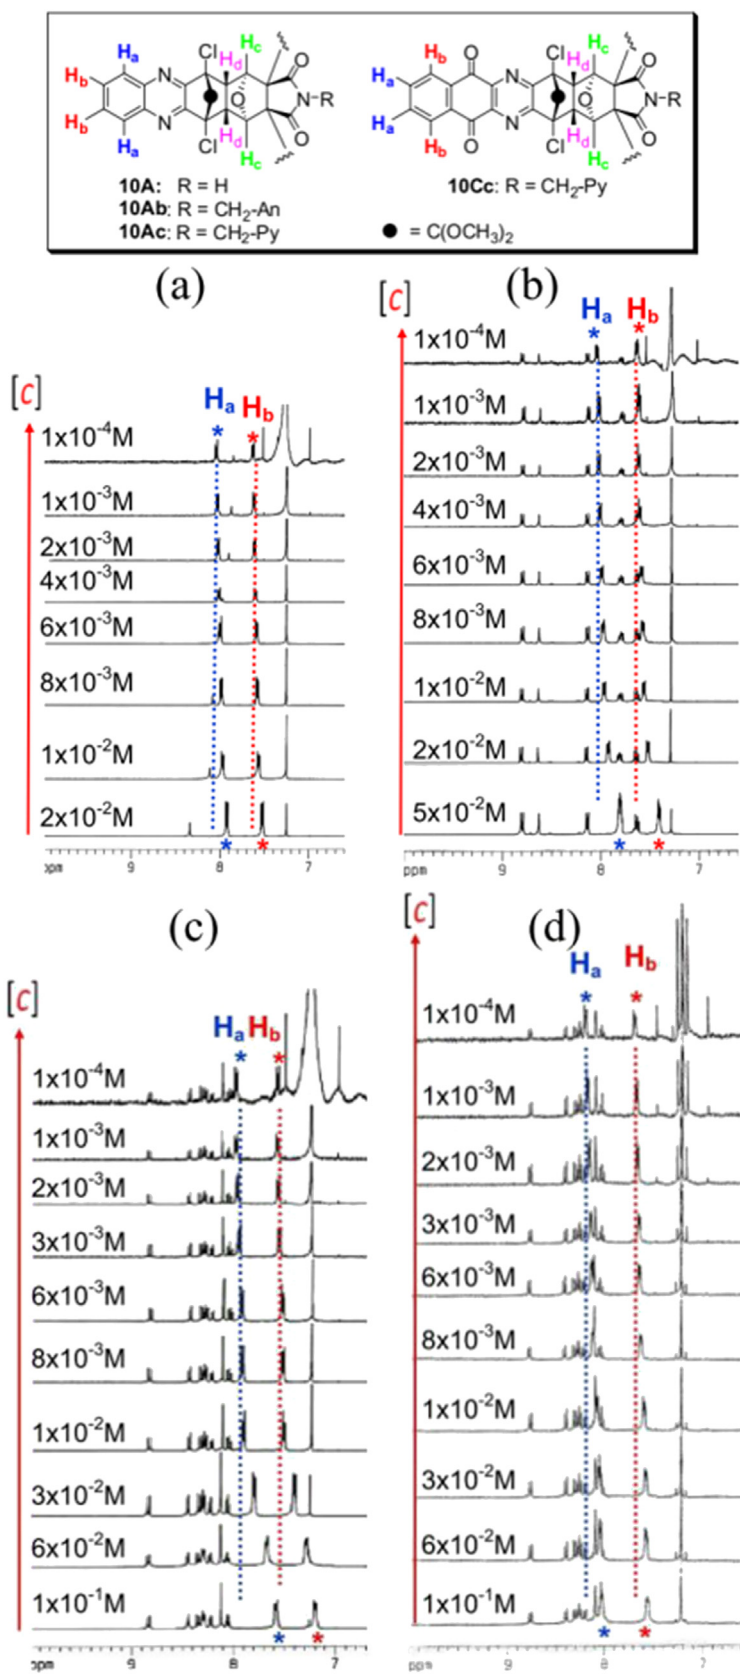 Ha Cl Hc Hd O
Hb N
Hb N O N-R
Ha Cl Hd Hc O
Hb O Cl Hc Hd O
Ha N
Ha N O N-R
Hb O Cl Hd Hc O
10A: R = H
10Ab: R = CH2-An
10Ac: R = CH2-Py
10Cc: R = CH2-Py
● = C(OCH3)2
(a)
[c]
Ha Hb
* *
1x10-4M
1x10-3M
2x10-3M
4x10-3M
6x10-3M
8x10-3M
1x10-2M
2x10-2M
* *
ppm 9 8 7
(b)
[c]
Ha Hb
* *
1x10-4M
1x10-3M
2x10-3M
4x10-3M
6x10-3M
8x10-3M
1x10-2M
2x10-2M
5x10-2M
* *
ppm 9 8 7
(c)
[c]
Ha Hb
* *
1x10-4M
1x10-3M
2x10-3M
3x10-3M
6x10-3M
8x10-3M
1x10-2M
3x10-2M
6x10-2M
1x10-1M
* *
ppm 9 8 7
(d)
[c]
Ha Hb
* *
1x10-4M
1x10-3M
2x10-3M
3x10-3M
6x10-3M
8x10-3M
1x10-2M
3x10-2M
6x10-2M
1x10-1M
* *
ppm 9 8 7